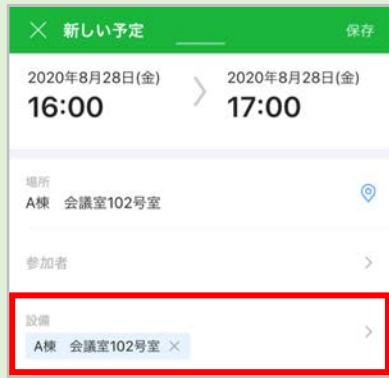 新しい予定 保存
2020年8月28日(金) 2020年8月28日(金)
16:00 17:00
場所
A棟 会議室102号室
参加者
設備
A棟 会議室102号室